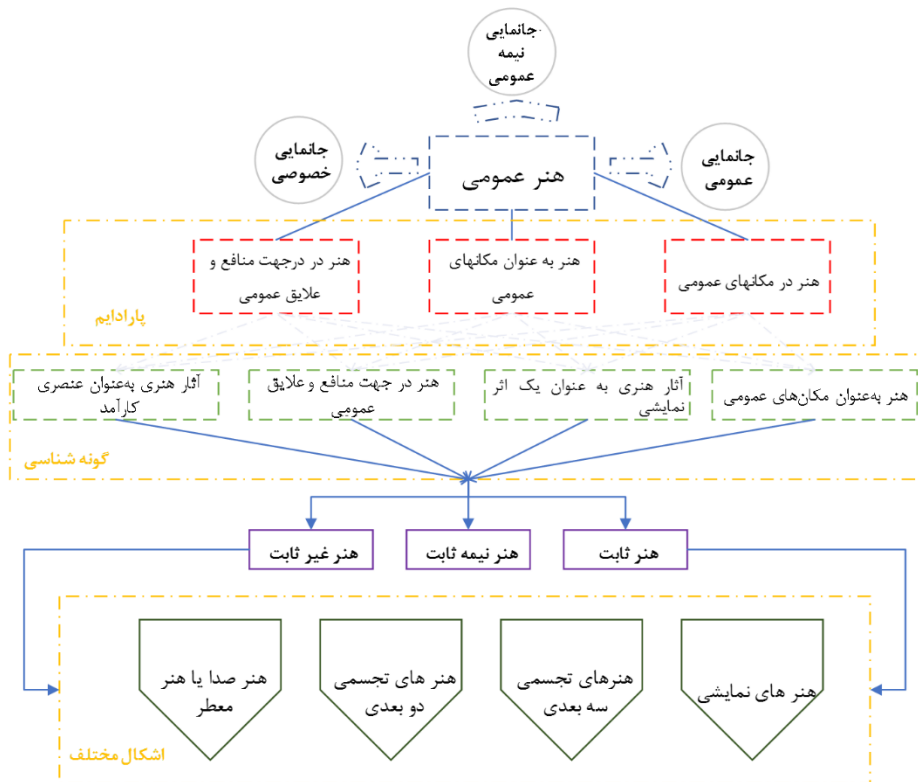 جانمایی
نیمه
عمومی
جانمایی
عمومی
هنر عمومی
جانمایی
خصوصی
هنر در مکانهای عمومی
هنر به عنوان مکانهای
عمومی
هنر در درجهت منافع و
علایق عمومی
پارادایم
هنر به‌عنوان مکان‌های عمومی
آثار هنری به عنوان یک اثر
نمایشی
هنر در جهت منافع و علایق
عمومی
آثار هنری به‌عنوان عنصری
کارآمد
گونه شناسی
هنر ثابت
هنر نیمه ثابت
هنر غیر ثابت
هنر های نمایشی
هنرهای تجسمی
سه بعدی
هنر های تجسمی
دو بعدی
هنر صدا یا هنر
معطر
اشکال مختلف